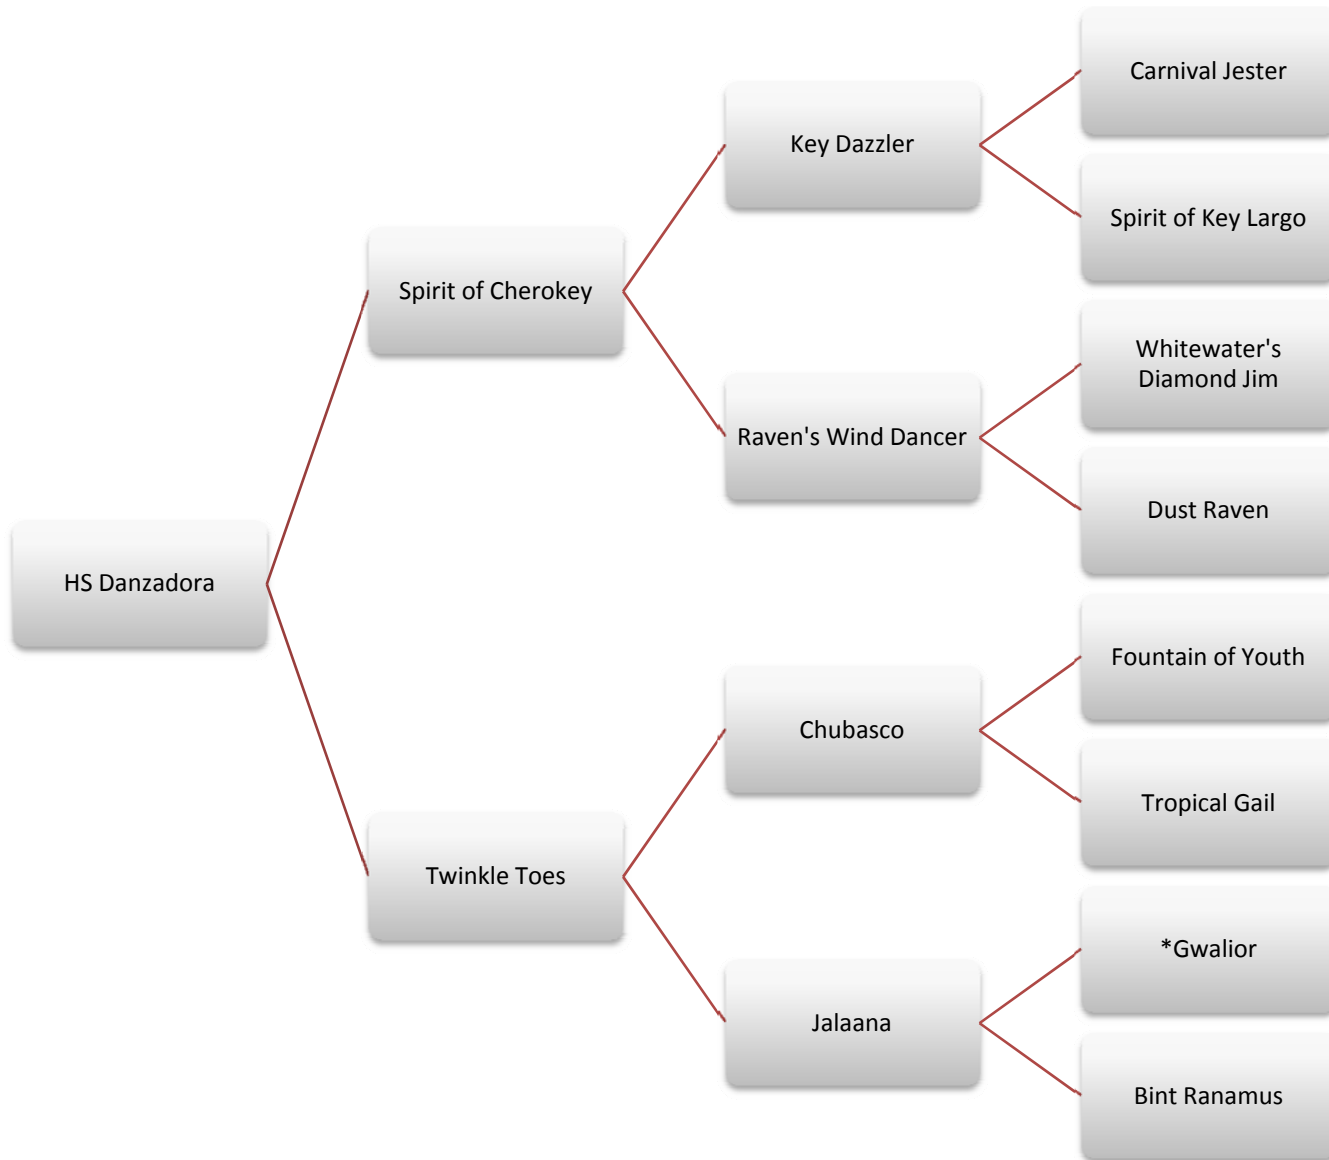 Carnival Jester
Key Dazzler
Spirit of Key Largo
Spirit of Cherokey
Whitewater's
Diamond Jim
Raven's Wind Dancer
Dust Raven
HS Danzadora
Fountain of Youth
Chubasco
Tropical Gail
Twinkle Toes
*Gwalior
Jalaana
Bint Ranamus